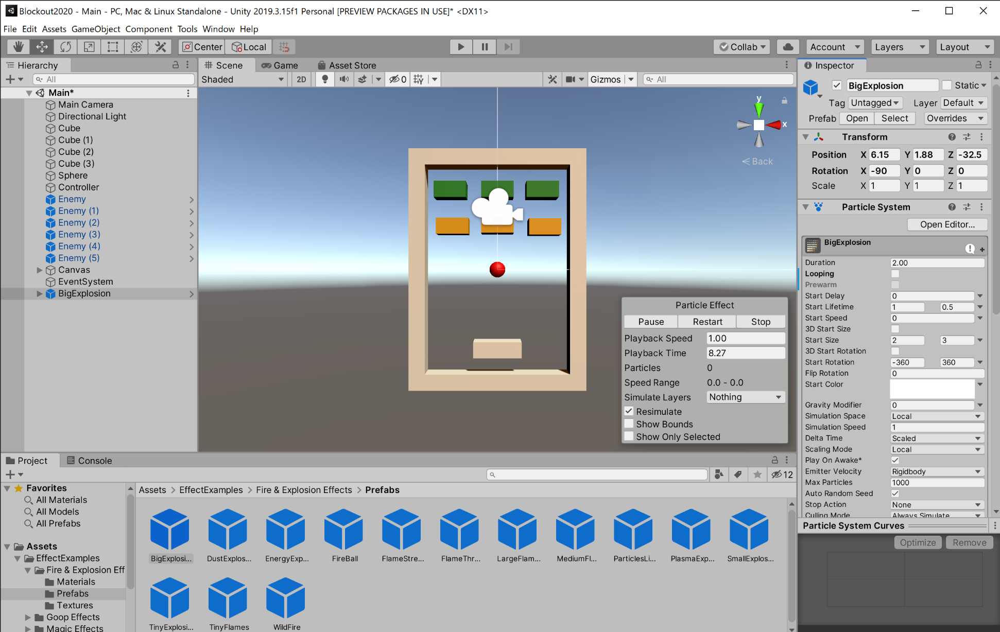 Blockout2020 - Main - PC, Mac & Linux Standalone - Unity 2019.3.15f1 Personal [PREVIEW PACKAGES IN USE]* <DX11>
File Edit Assets GameObject Component Tools Window Help
Center Local Collab Account Layers Layout
Hierarchy
All
Main*
Main Camera
Directional Light
Cube
Cube (1)
Cube (2)
Cube (3)
Sphere
Controller
Enemy
Enemy (1)
Enemy (2)
Enemy (3)
Enemy (4)
Enemy (5)
Canvas
EventSystem
BigExplosion
Scene Game Asset Store
Shaded 2D 0 Gizmos All
y
x
Back
Particle Effect
Pause Restart Stop
Playback Speed 1.00
Playback Time 8.27
Particles 0
Speed Range 0.0 - 0.0
Simulate Layers Nothing
Resimulate
Show Bounds
Show Only Selected
Inspector
BigExplosion Static
Tag Untagged Layer Default
Prefab Open Select Overrides
Transform
Position X 6.15 Y 1.88 Z -32.5
Rotation X -90 Y 0 Z 0
Scale X 1 Y 1 Z 1
Particle System
Open Editor...
BigExplosion
Duration 2.00
Looping
Prewarm
Start Delay 0
Start Lifetime 1 0.5
Start Speed 0
3D Start Size
Start Size 2 3
3D Start Rotation
Start Rotation -360 360
Flip Rotation 0
Start Color
Gravity Modifier 0
Simulation Space Local
Simulation Speed 1
Delta Time Scaled
Scaling Mode Local
Play On Awake*
Emitter Velocity Rigidbody
Max Particles 1000
Auto Random Seed
Stop Action None
Culling Mode Always Simulate
Particle System Curves
Optimize Remove
Project Console
12
Favorites
All Materials
All Models
All Prefabs
Assets
EffectExamples
Fire & Explosion Eff
Materials
Prefabs
Textures
Goop Effects
Magic Effects
Assets > EffectExamples > Fire & Explosion Effects > Prefabs
BigExplosi... DustExplos... EnergyExp... FireBall FlameStre... FlameThr... LargeFlam... MediumFl... ParticlesLi... PlasmaExp... SmallExplos...
TinyExplosi... TinyFlames WildFire